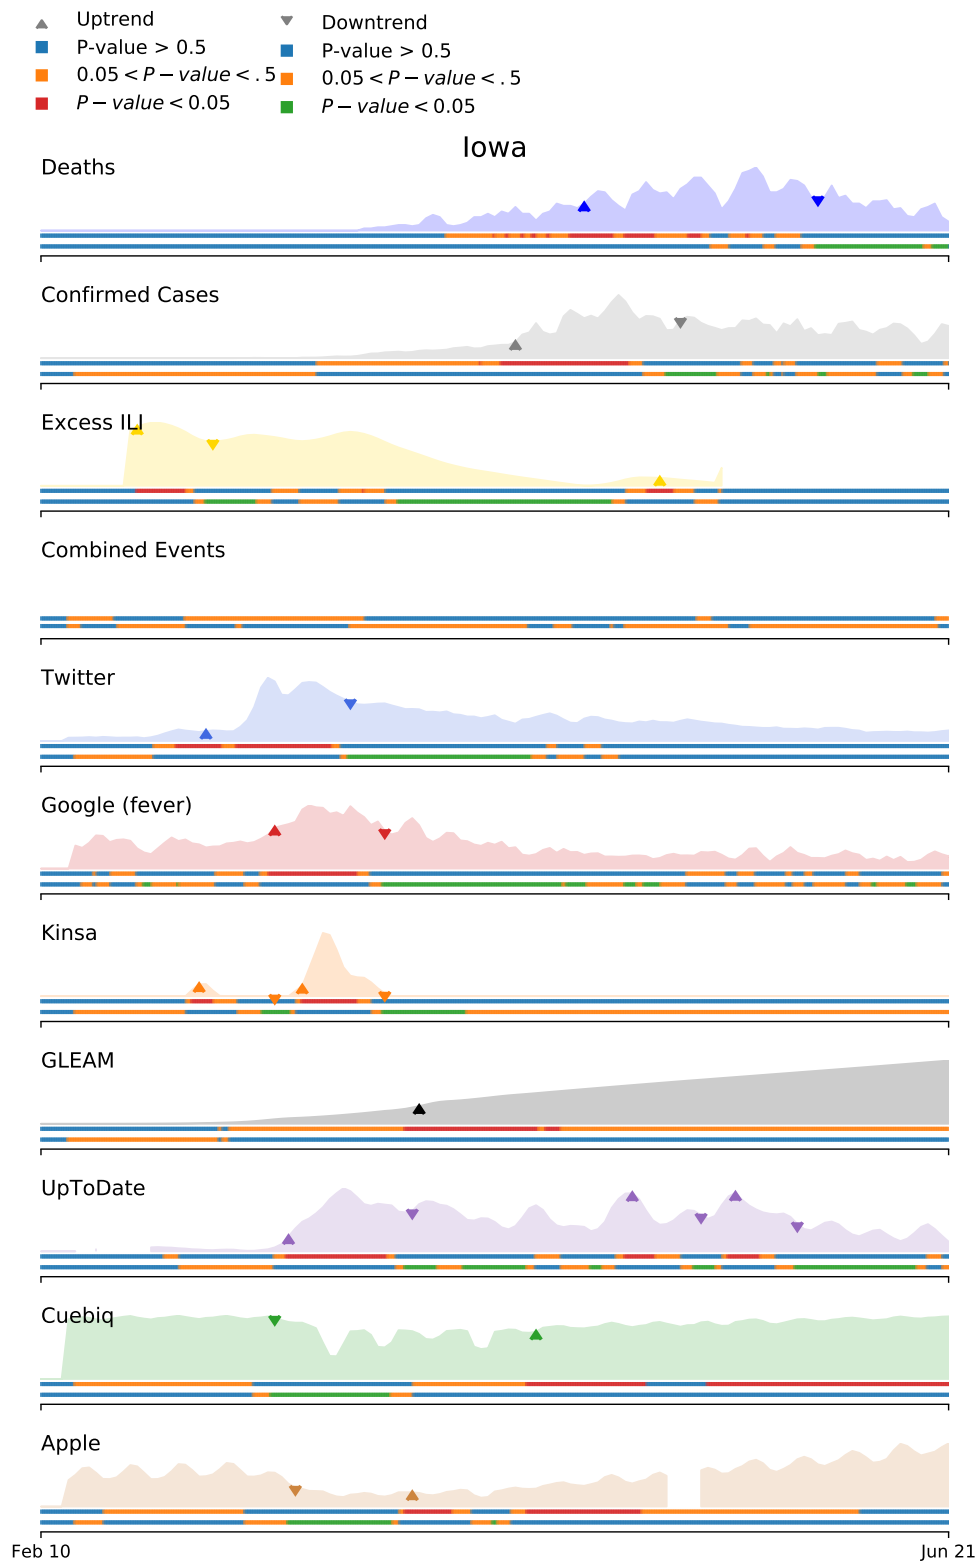 Uptrend
P-value > 0.5
0.05 < P − value < .5
P − value < 0.05
Downtrend
P-value > 0.5
0.05 < P − value < .5
P − value < 0.05
Iowa
Deaths
Confirmed Cases
Excess ILI
Combined Events
Twitter
Google (fever)
Kinsa
GLEAM
UpToDate
Cuebiq
Apple
Feb 10
Jun 21